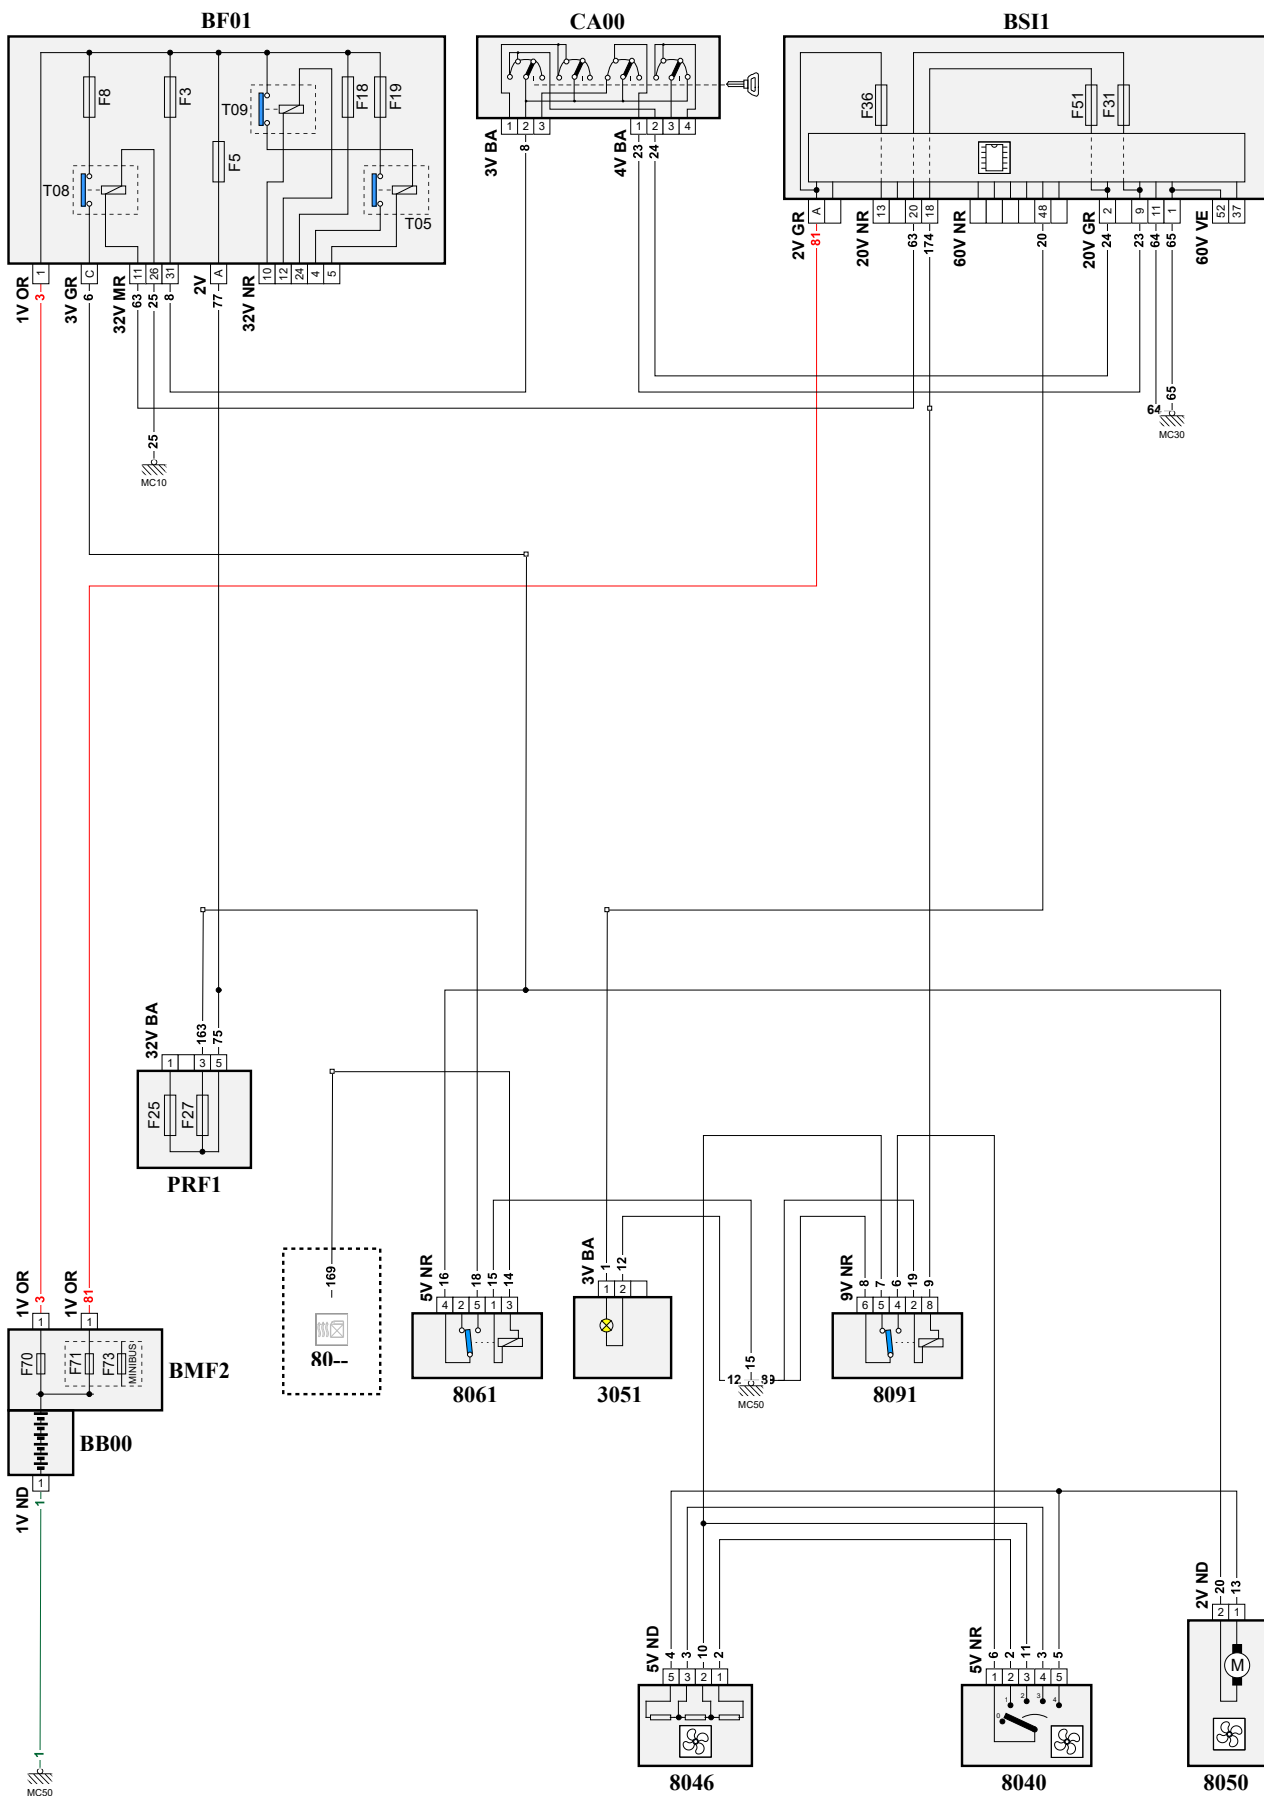 BF01 CA00 BSI1
F8 F3 T09 F18 F19 F5 T08 T05
F36 F51 F31
1 C 11 26 31 A 10 12 24 4 5
1V OR 3V GR 32V MR 2V 32V NR
3 6 63 25 8 77
1 2 3 1 2 3 4
3V BA 4V BA
8 23 24
A 13 20 18 48 2 9 11 1 52 37
2V GR 20V NR 60V NR 20V GR 60V VE
81 63 174 20 24 23 64 65
25
MC10
64 65
MC30
32V BA
163 75
1 3 5
F25 F27
PRF1
169
80--
5V NR
16 18 15 14
4 2 5 1 3
8061
3V BA
1 12
1 2
3051
12 15 89
MC50
9V NR
8 7 6 19 9
6 5 4 2 8
8091
1V OR 1V OR
3 81
1 1
F70 F71 F73 MINIBUS
BMF2
BB00
1
1V ND
1
1
MC50
5V ND
4 3 10 2
5 3 2 1
8046
5V NR
6 2 11 3 5
1 2 3 4 5
0 1 2 3 4
8040
2V ND
20 13
2 1
M
8050